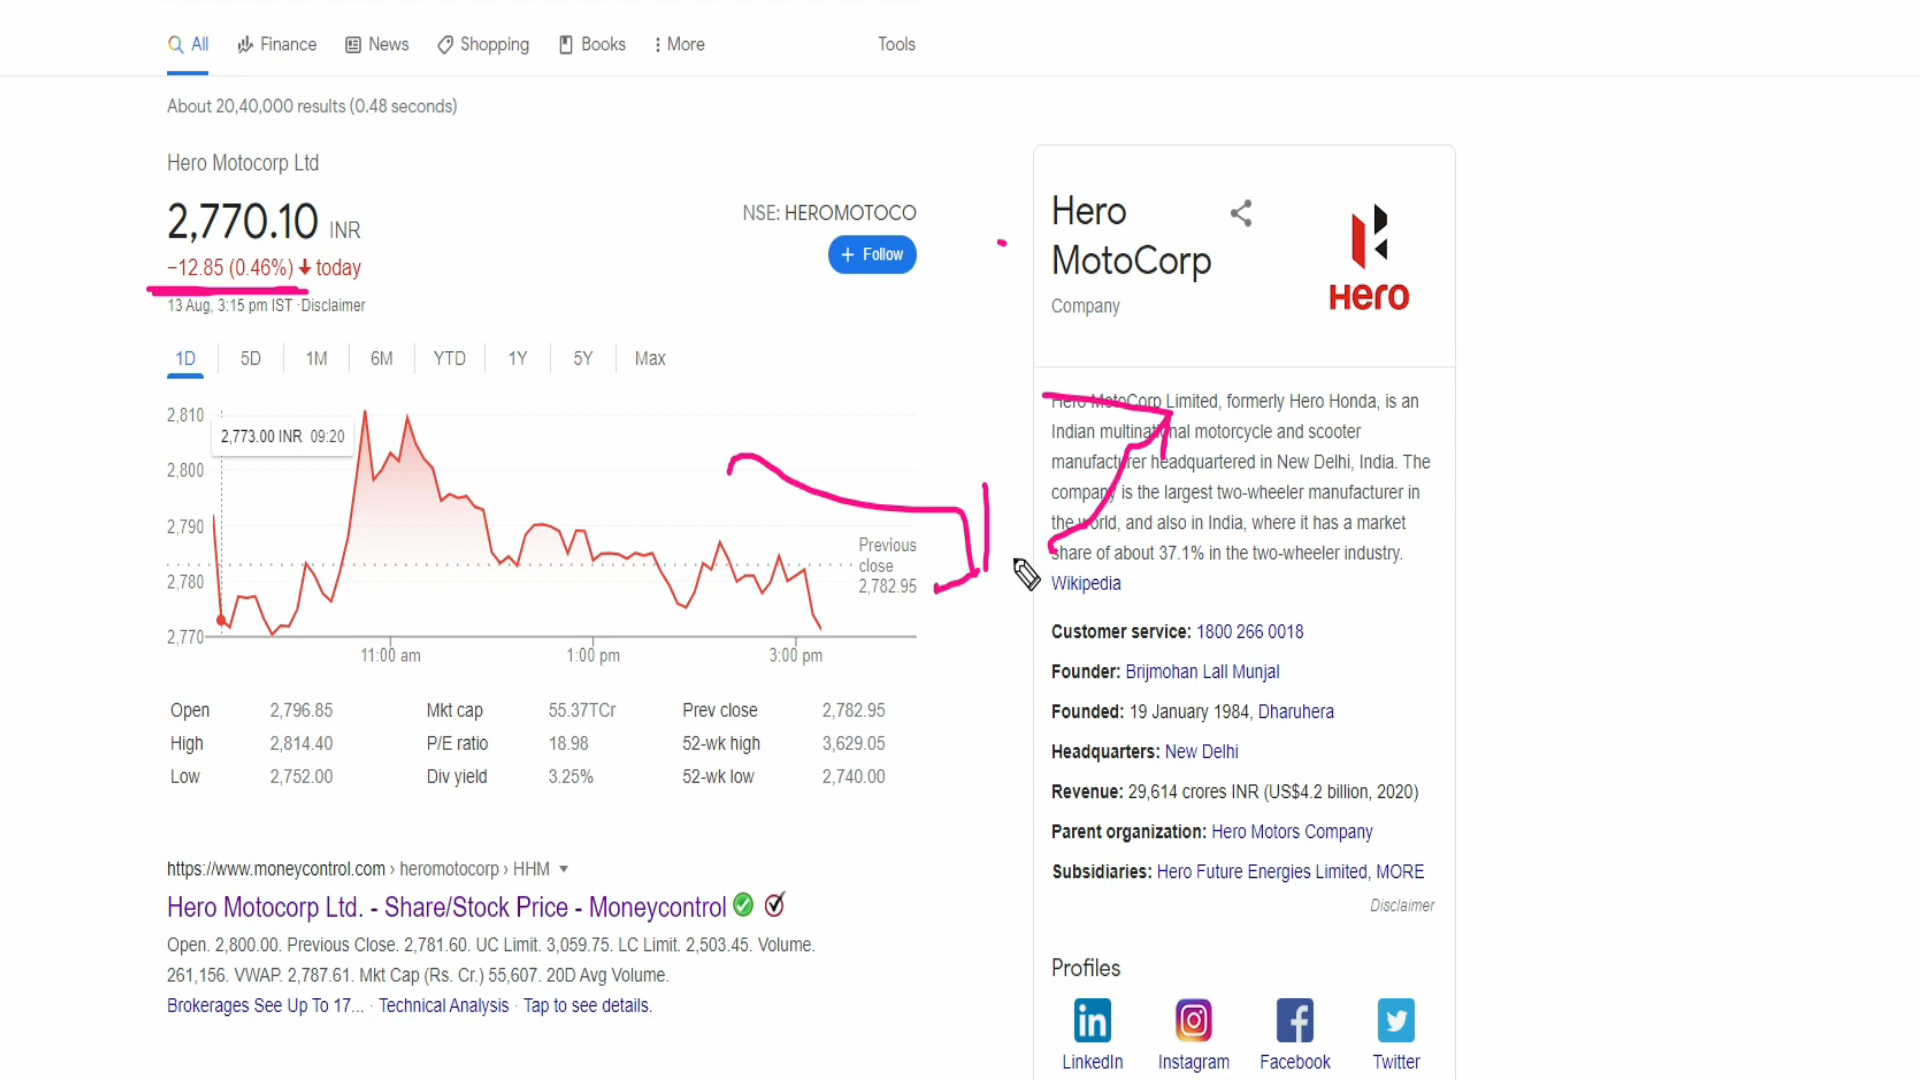 All Finance News Shopping Books More Tools
About 20,40,000 results (0.48 seconds)
Hero Motocorp Ltd
2,770.10 INR
NSE: HEROMOTOCO
−12.85 (0.46%) today
+ Follow
13 Aug, 3:15 pm IST · Disclaimer
1D 5D 1M 6M YTD 1Y 5Y Max
2,810
2,773.00 INR 09:20
2,800
2,790
2,780
2,770
Previous
close
2,782.95
11:00 am 1:00 pm 3:00 pm
Open 2,796.85 Mkt cap 55.37TCr Prev close 2,782.95
High 2,814.40 P/E ratio 18.98 52-wk high 3,629.05
Low 2,752.00 Div yield 3.25% 52-wk low 2,740.00
https://www.moneycontrol.com › heromotocorp › HHM
Hero Motocorp Ltd. - Share/Stock Price - Moneycontrol
Open. 2,800.00. Previous Close. 2,781.60. UC Limit. 3,059.75. LC Limit. 2,503.45. Volume.
261,156. VWAP. 2,787.61. Mkt Cap (Rs. Cr.) 55,607. 20D Avg Volume.
Brokerages See Up To 17... · Technical Analysis · Tap to see details.
Hero
MotoCorp
Company
Hero
Hero MotoCorp Limited, formerly Hero Honda, is an
Indian multinational motorcycle and scooter
manufacturer headquartered in New Delhi, India. The
company is the largest two-wheeler manufacturer in
the world, and also in India, where it has a market
share of about 37.1% in the two-wheeler industry.
Wikipedia
Customer service: 1800 266 0018
Founder: Brijmohan Lall Munjal
Founded: 19 January 1984, Dharuhera
Headquarters: New Delhi
Revenue: 29,614 crores INR (US$4.2 billion, 2020)
Parent organization: Hero Motors Company
Subsidiaries: Hero Future Energies Limited, MORE
Disclaimer
Profiles
LinkedIn Instagram Facebook Twitter